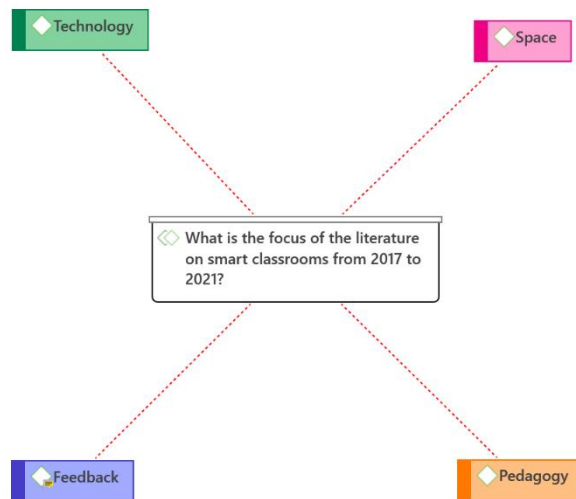 Technology
Space
What is the focus of the literature
on smart classrooms from 2017 to
2021?
Feedback
Pedagogy